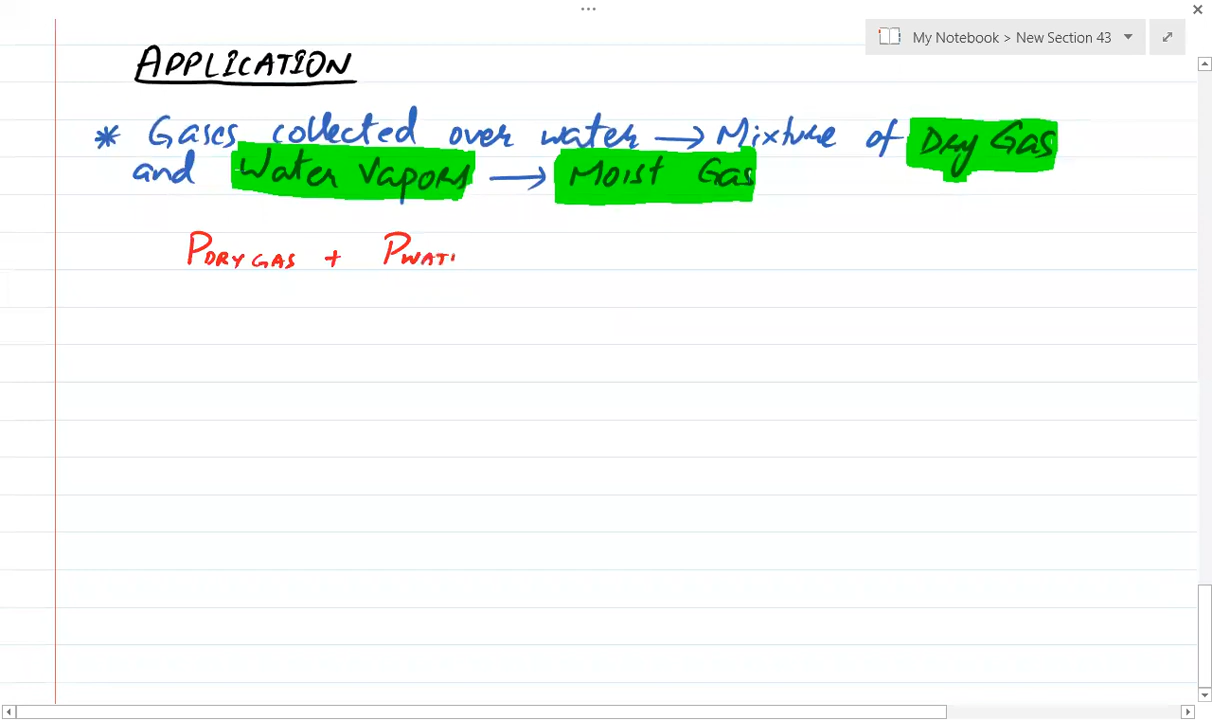 ...
My Notebook > New Section 43
APPLICATION
* Gases collected over water → Mixture of Dry Gas
and Water Vapors → Moist Gas
PDRY GAS + PWAT